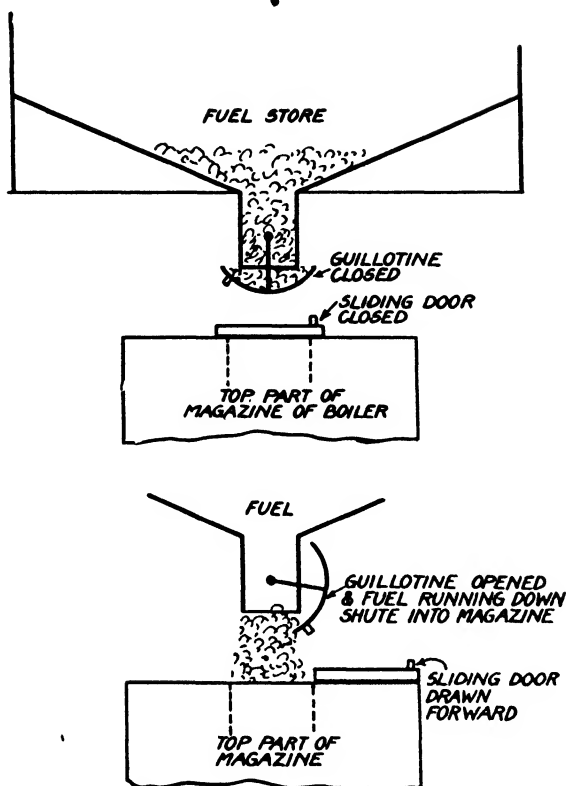 FUEL STORE
GUILLOTINE
CLOSED
SLIDING DOOR
CLOSED
TOP PART OF
MAGAZINE OF BOILER
FUEL
GUILLOTINE OPENED
& FUEL RUNNING DOWN
SHUTE INTO MAGAZINE
SLIDING DOOR
DRAWN
FORWARD
TOP PART OF
MAGAZINE